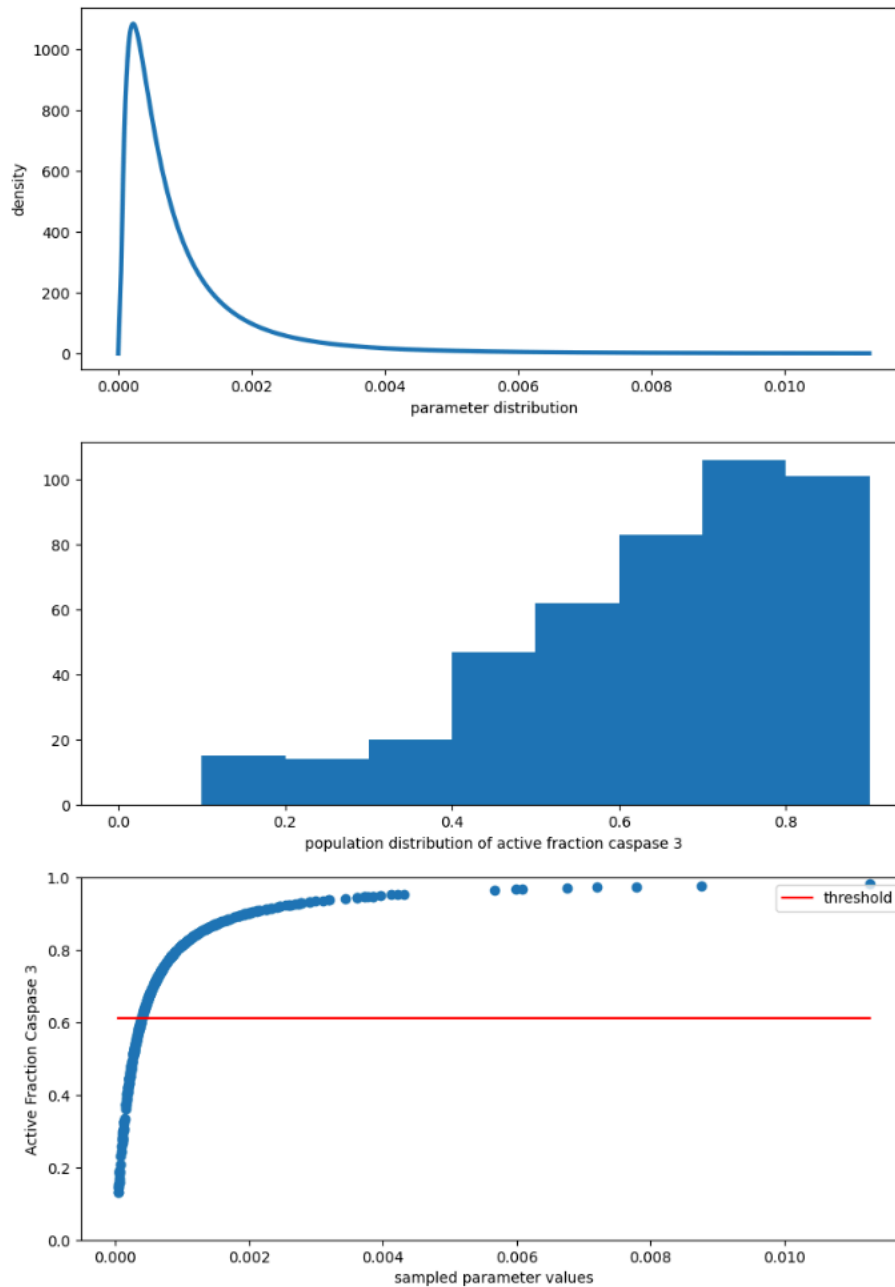 1000
800
600
400
200
0
density
0.000 0.002 0.004 0.006 0.008 0.010
parameter distribution
100
80
60
40
20
0
0.0 0.2 0.4 0.6 0.8
population distribution of active fraction caspase 3
1.0
0.8
0.6
0.4
0.2
0.0
Active Fraction Caspase 3
threshold
0.000 0.002 0.004 0.006 0.008 0.010
sampled parameter values